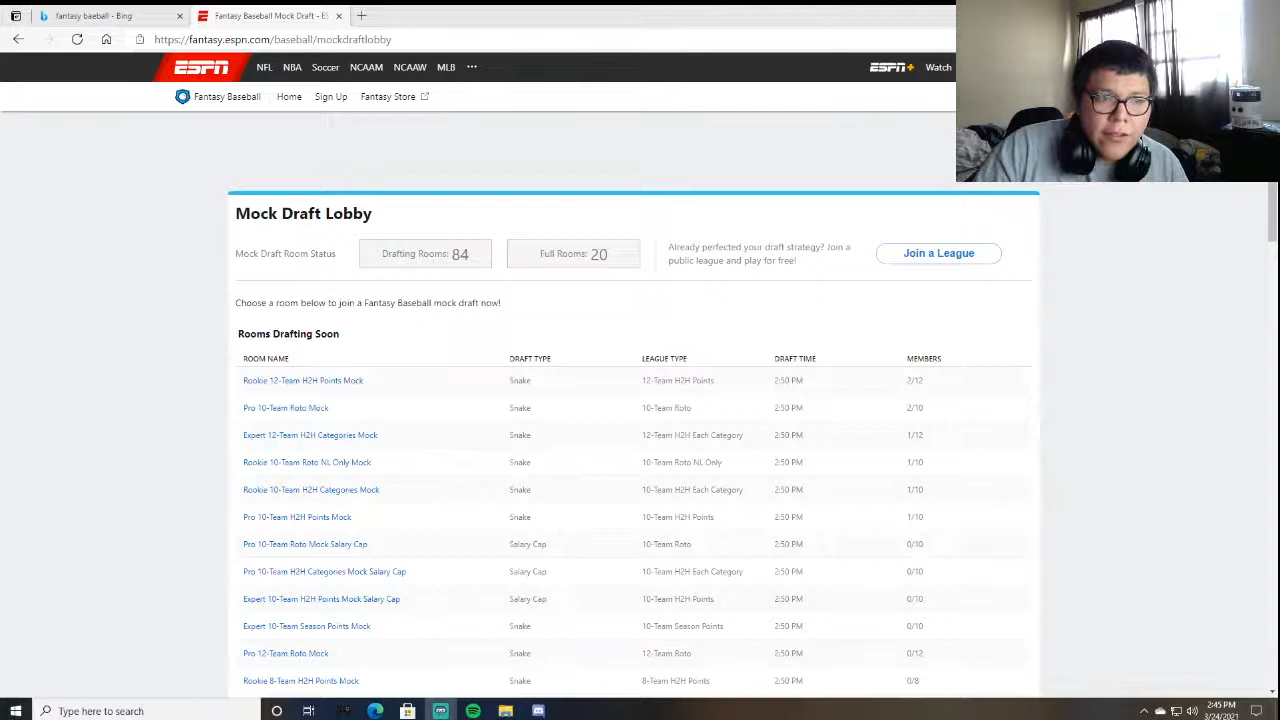 fantasy baeball - Bing
Fantasy Baseball Mock Draft - ES
https://fantasy.espn.com/baseball/mockdraftlobby
ESPN NFL NBA Soccer NCAAM NCAAW MLB ••• ESPN+ Watch
Fantasy Baseball Home Sign Up Fantasy Store
Mock Draft Lobby
Mock Draft Room Status Drafting Rooms: 84 Full Rooms: 20
Already perfected your draft strategy? Join a
public league and play for free!
Join a League
Choose a room below to join a Fantasy Baseball mock draft now!
Rooms Drafting Soon
ROOM NAME DRAFT TYPE LEAGUE TYPE DRAFT TIME MEMBERS
Rookie 12-Team H2H Points Mock Snake 12-Team H2H Points 2:50 PM 2/12
Pro 10-Team Roto Mock Snake 10-Team Roto 2:50 PM 2/10
Expert 12-Team H2H Categories Mock Snake 12-Team H2H Each Category 2:50 PM 1/12
Rookie 10-Team Roto NL Only Mock Snake 10-Team Roto NL Only 2:50 PM 1/10
Rookie 10-Team H2H Categories Mock Snake 10-Team H2H Each Category 2:50 PM 1/10
Pro 10-Team H2H Points Mock Snake 10-Team H2H Points 2:50 PM 1/10
Pro 10-Team Roto Mock Salary Cap Salary Cap 10-Team Roto 2:50 PM 0/10
Pro 10-Team H2H Categories Mock Salary Cap Salary Cap 10-Team H2H Each Category 2:50 PM 0/10
Expert 10-Team H2H Points Mock Salary Cap Salary Cap 10-Team H2H Points 2:50 PM 0/10
Expert 10-Team Season Points Mock Snake 10-Team Season Points 2:50 PM 0/10
Pro 12-Team Roto Mock Snake 12-Team Roto 2:50 PM 0/12
Rookie 8-Team H2H Points Mock Snake 8-Team H2H Points 2:50 PM 0/8
Type here to search
2:45 PM
3/24/2021